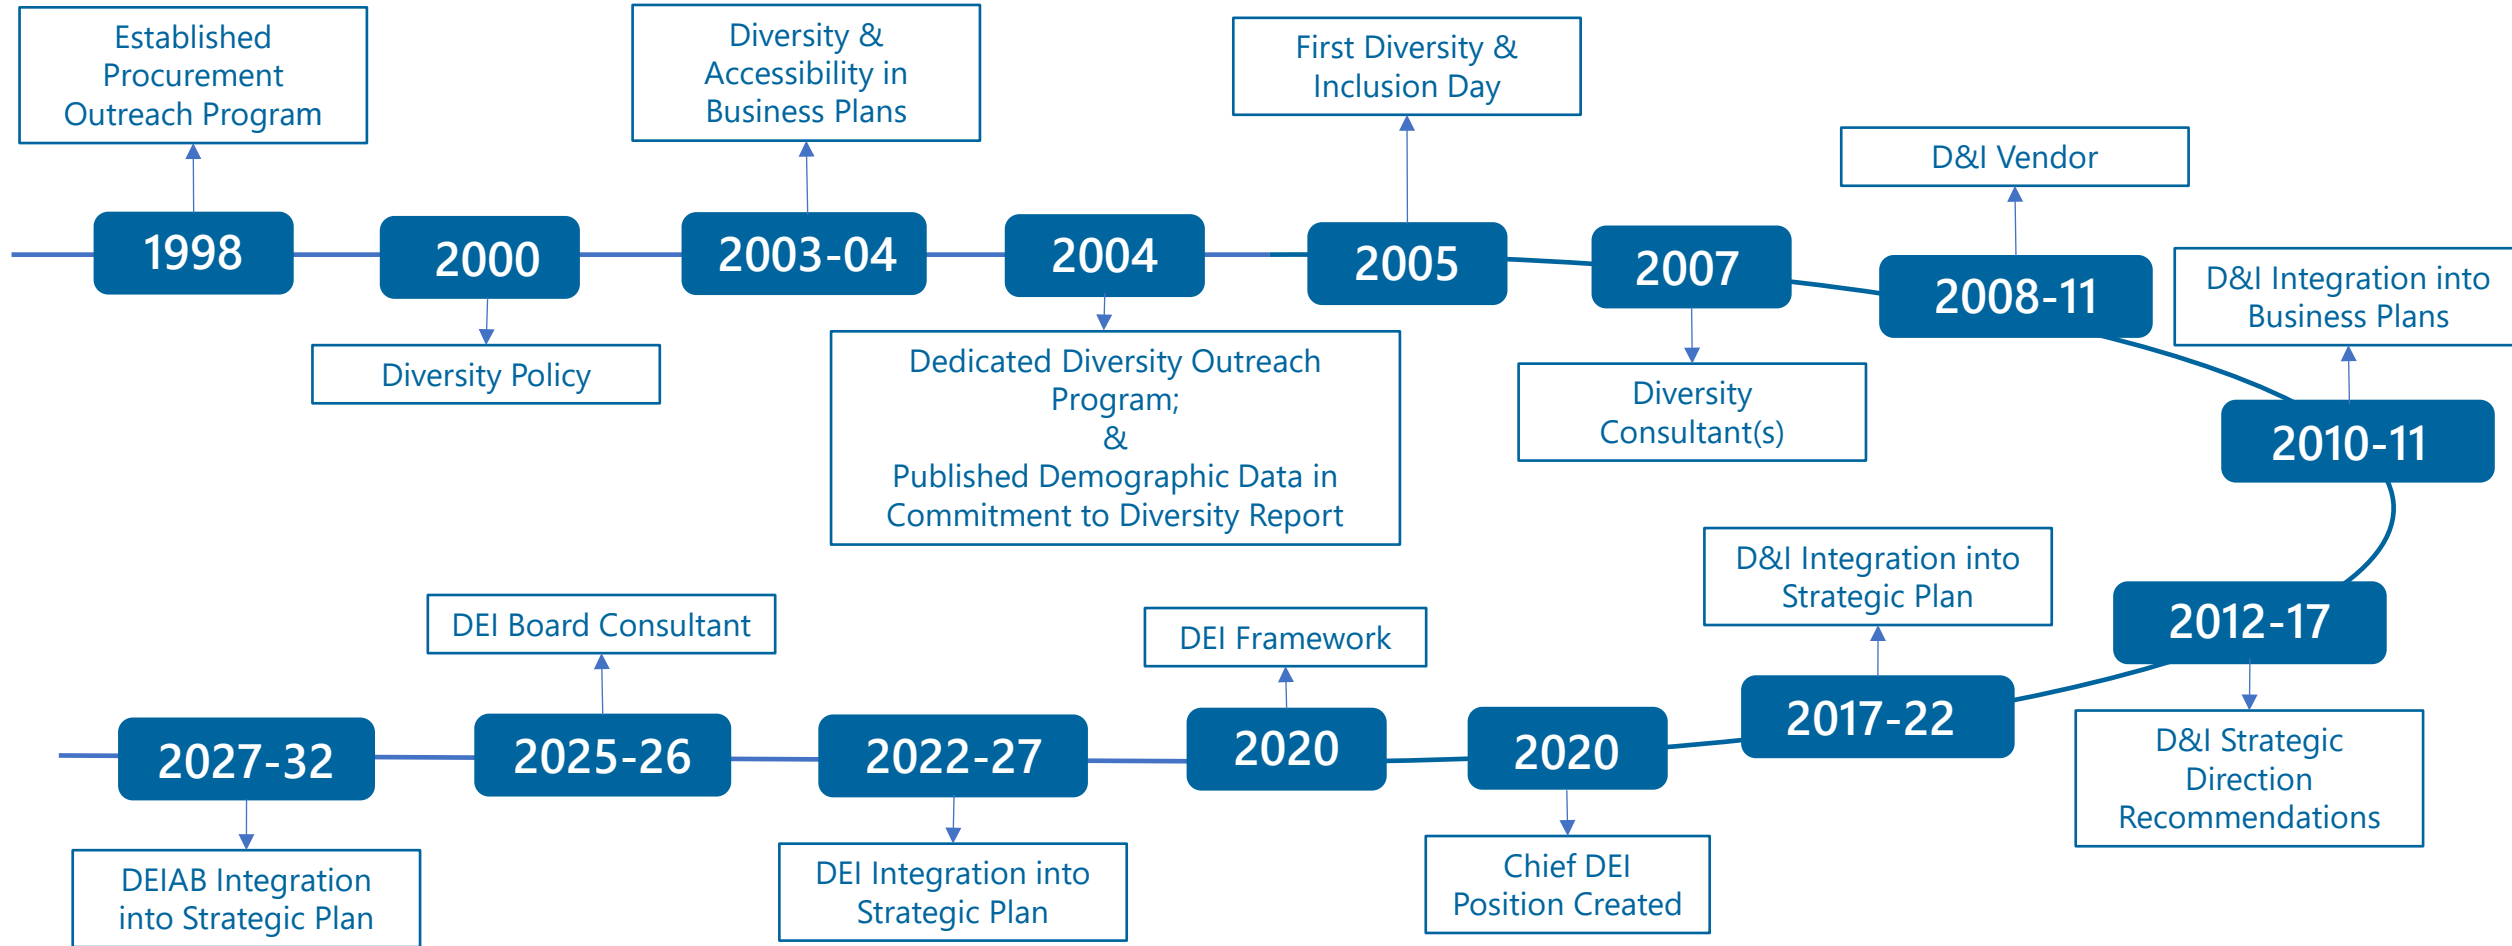 1998
Established
Procurement
Outreach Program
2000
Diversity Policy
2003-04
Diversity &
Accessibility in
Business Plans
2004
Dedicated Diversity Outreach
Program;
&
Published Demographic Data in
Commitment to Diversity Report
2005
First Diversity &
Inclusion Day
2007
Diversity
Consultant(s)
2008-11
D&I Vendor
2010-11
D&I Integration into
Business Plans
2012-17
D&I Strategic
Direction
Recommendations
2017-22
D&I Integration into
Strategic Plan
2020
Chief DEI
Position Created
2020
DEI Framework
2022-27
DEI Integration into
Strategic Plan
2025-26
DEI Board Consultant
2027-32
DEIAB Integration
into Strategic Plan